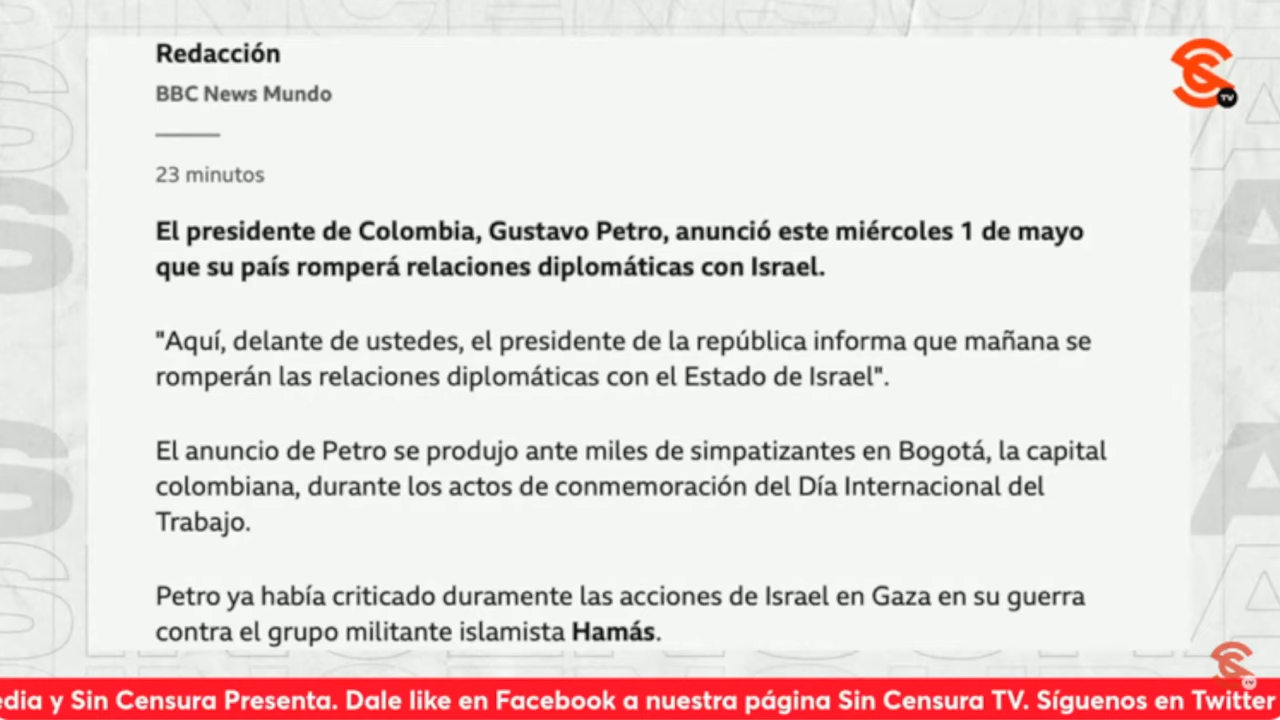 Redacción
BBC News Mundo
23 minutos
El presidente de Colombia, Gustavo Petro, anunció este miércoles 1 de mayo
que su país romperá relaciones diplomáticas con Israel.
"Aquí, delante de ustedes, el presidente de la república informa que mañana se
romperán las relaciones diplomáticas con el Estado de Israel".
El anuncio de Petro se produjo ante miles de simpatizantes en Bogotá, la capital
colombiana, durante los actos de conmemoración del Día Internacional del
Trabajo.
Petro ya había criticado duramente las acciones de Israel en Gaza en su guerra
contra el grupo militante islamista Hamás.
TV
edia y Sin Censura Presenta. Dale like en Facebook a nuestra página Sin Censura TV. Síguenos en Twitter